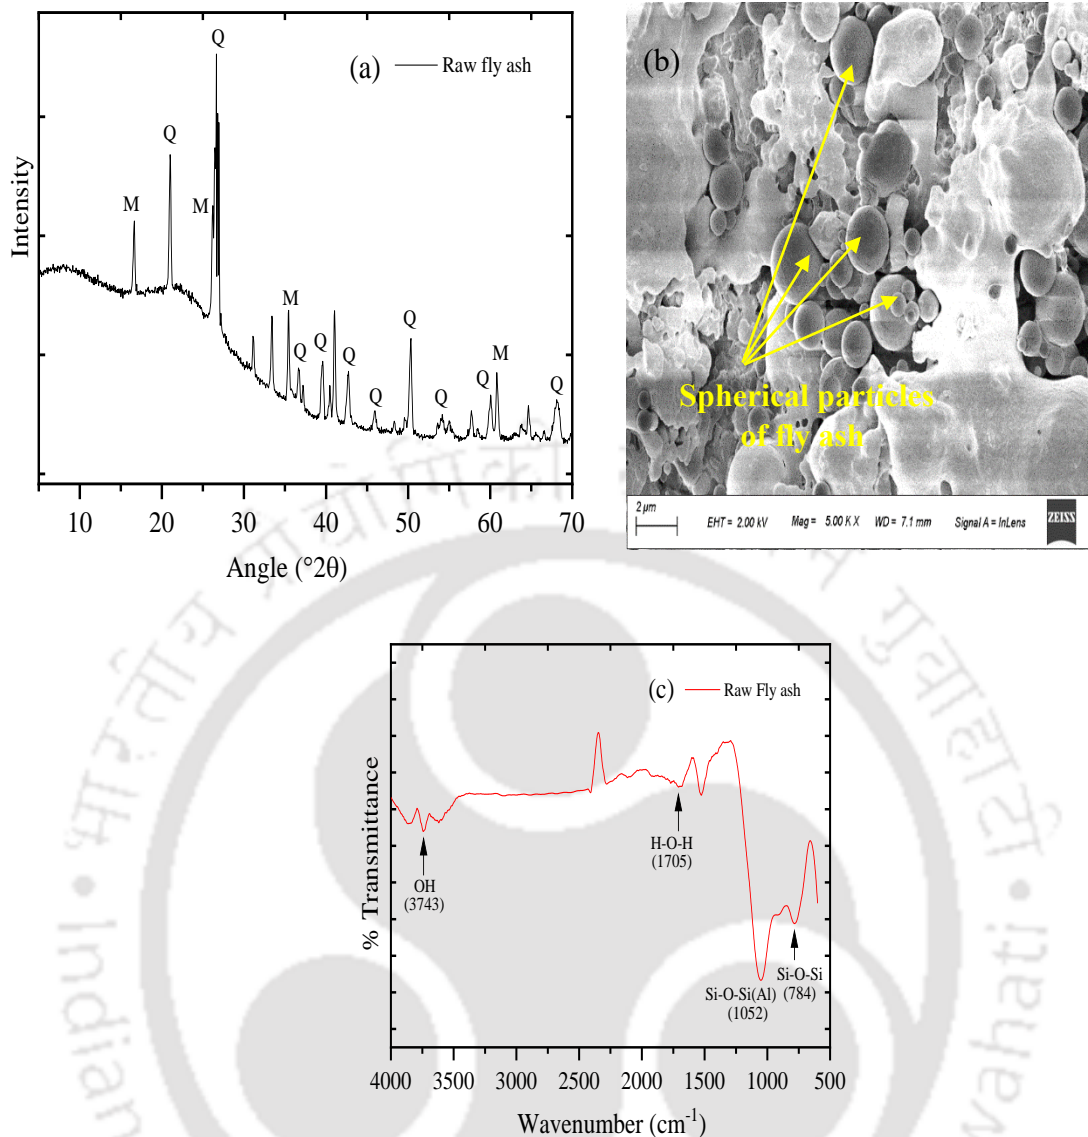 (a)
Raw fly ash
Q
Q
M
M
M
Q
Q
Q
Q
Q
Q
Q
M
Q
Intensity
10 20 30 40 50 60 70
Angle (°2θ)
(b)
Spherical particles
of fly ash
2 µm
EHT = 2.00 kV Mag = 5.00 K X WD = 7.1 mm Signal A = InLens
ZEISS
(c)
Raw Fly ash
% Transmittance
OH
(3743)
H-O-H
(1705)
Si-O-Si(Al)
(1052)
Si-O-Si
(784)
4000 3500 3000 2500 2000 1500 1000 500
Wavenumber (cm-1)
भारतीय प्रौद्योगिकी
गुवाहाटी
Indian
wahati